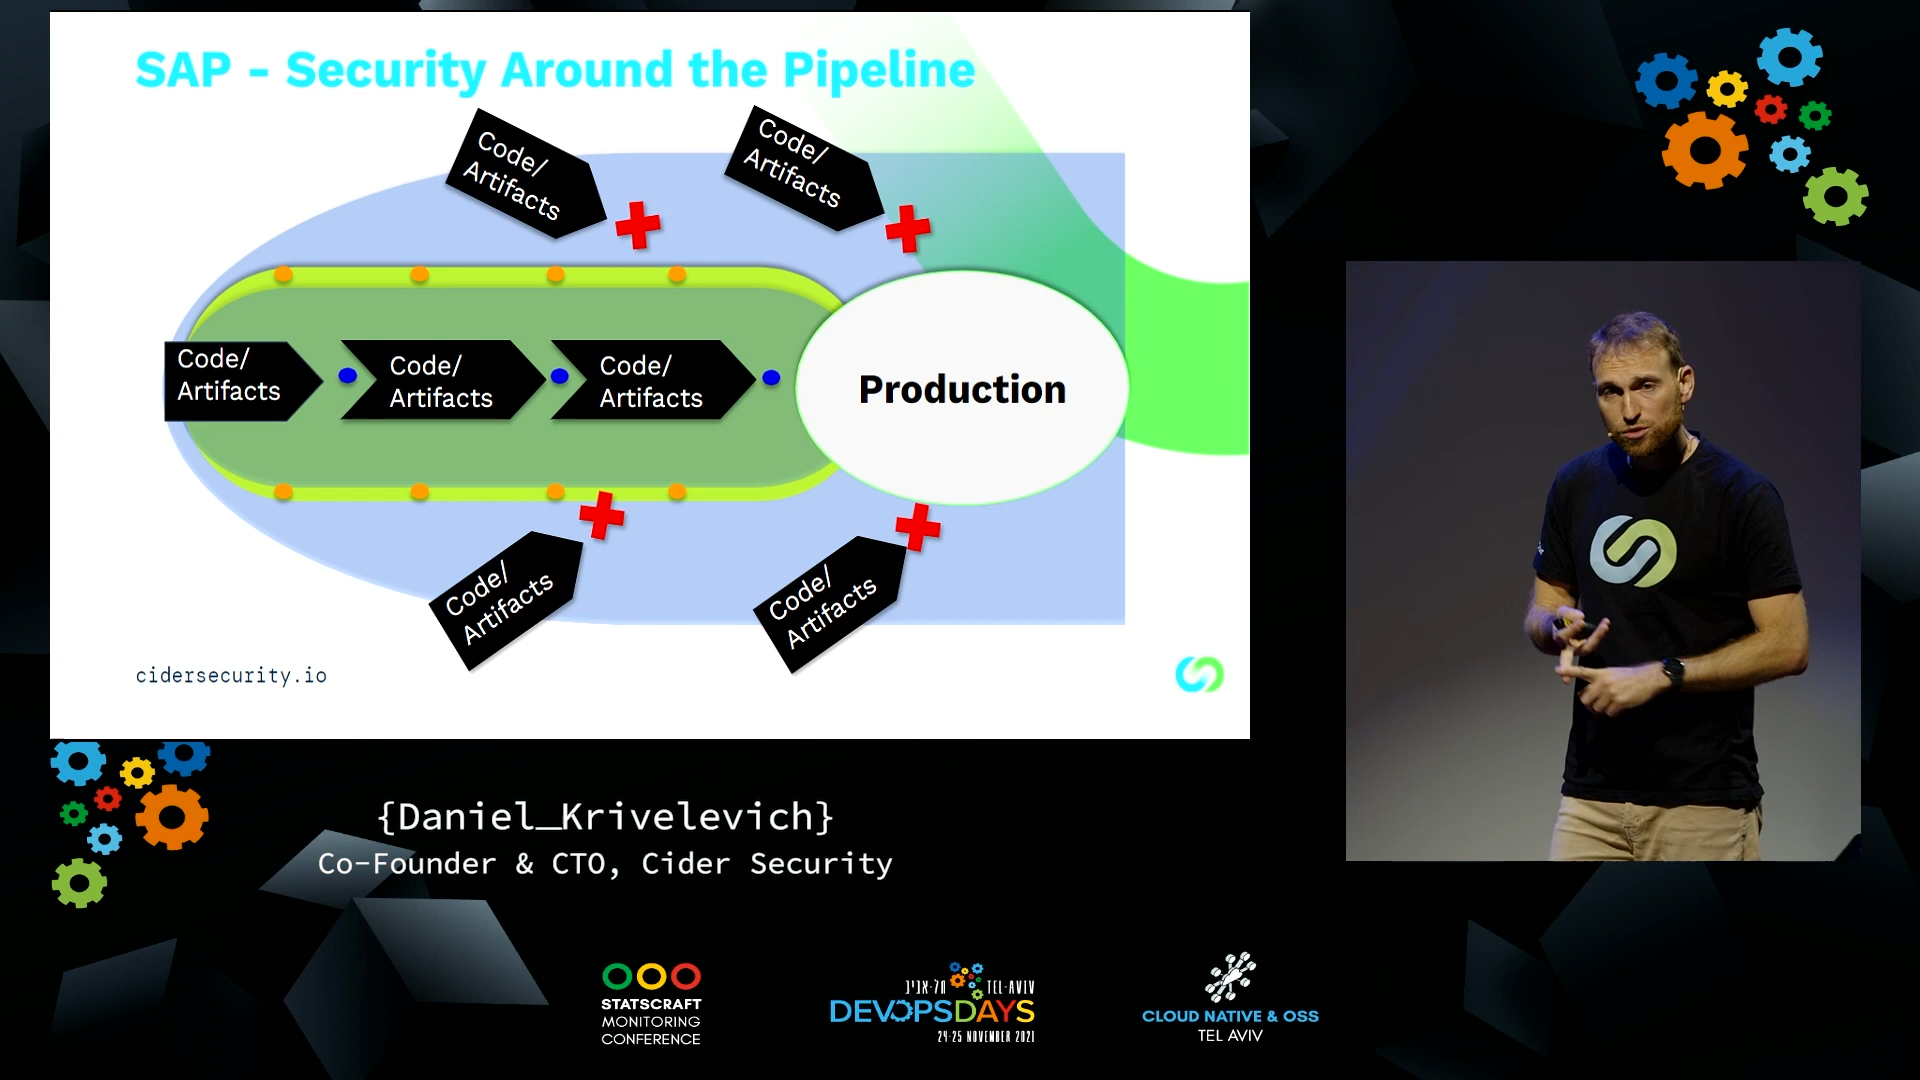 SAP - Security Around the Pipeline
Code/
Artifacts
Code/
Artifacts
Code/
Artifacts
Code/
Artifacts
Code/
Artifacts
Production
Code/
Artifacts
Code/
Artifacts
cidersecurity.io
{Daniel_Krivelevich}
Co-Founder & CTO, Cider Security
STATSCRAFT
MONITORING
CONFERENCE
תל-אביב TEL-AVIV
DEVOPSDAYS
24-25 NOVEMBER 2021
CLOUD NATIVE & OSS
TEL AVIV